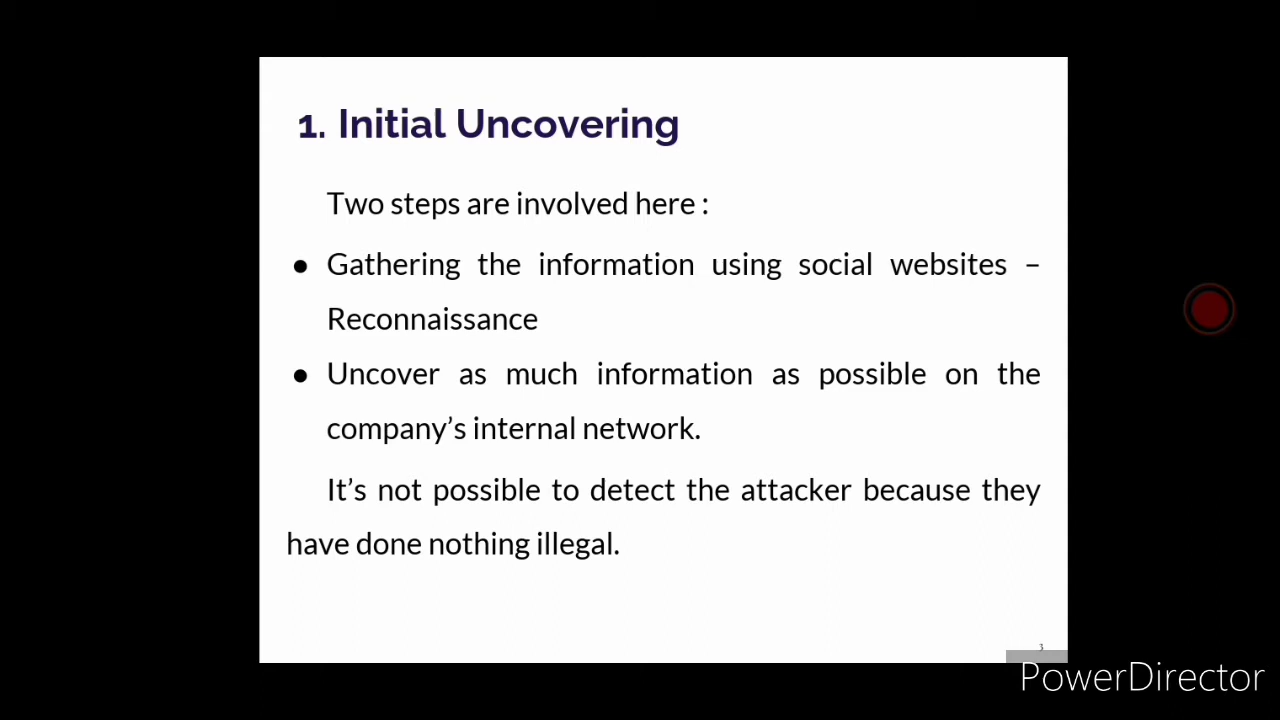 1. Initial Uncovering
Two steps are involved here :
● Gathering the information using social websites –
Reconnaissance
● Uncover as much information as possible on the
company’s internal network.
It’s not possible to detect the attacker because they
have done nothing illegal.
3
PowerDirector